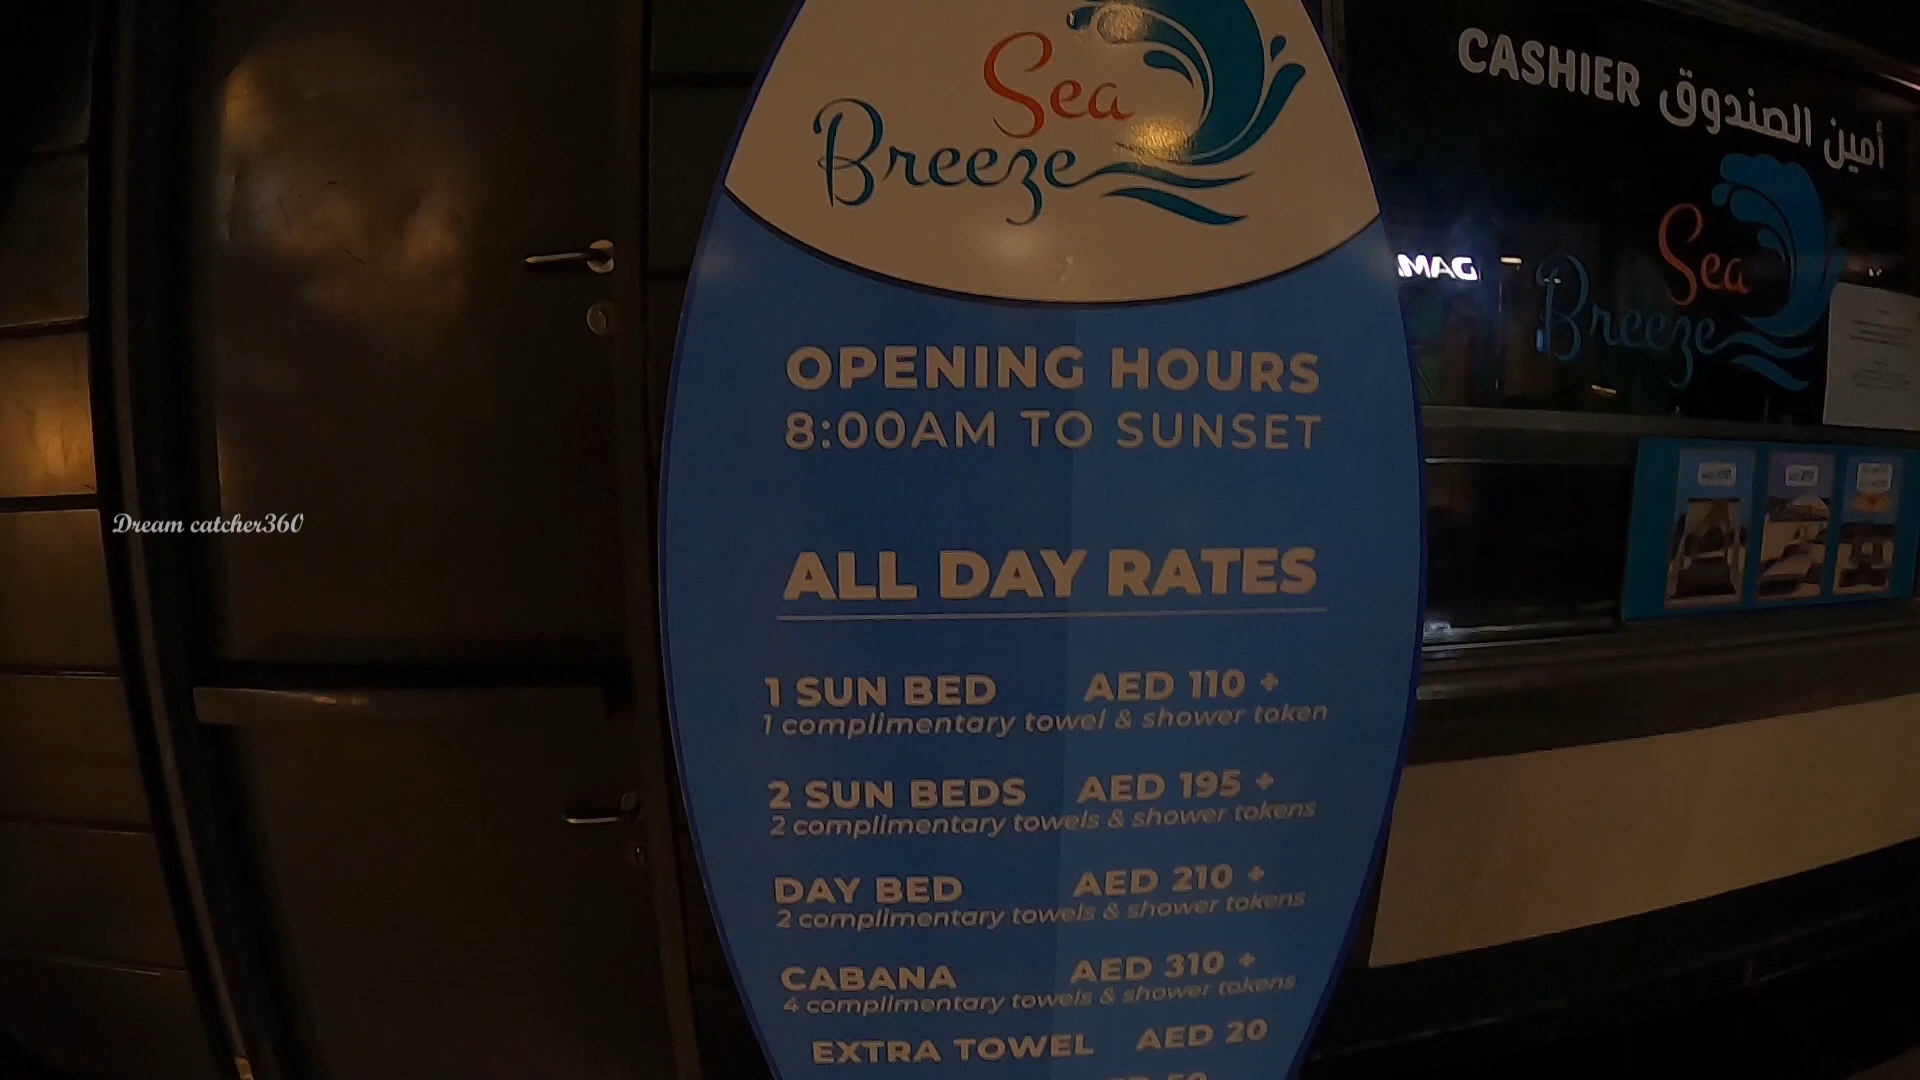 Sea
Breeze
OPENING HOURS
8:00AM TO SUNSET
ALL DAY RATES
1 SUN BED AED 110 +
1 complimentary towel & shower token
2 SUN BEDS AED 195 +
2 complimentary towels & shower tokens
DAY BED AED 210 +
2 complimentary towels & shower tokens
CABANA AED 310 +
4 complimentary towels & shower tokens
EXTRA TOWEL AED 20
CASHIER أمين الصندوق
Sea
Breeze
MAG
Dream catcher360